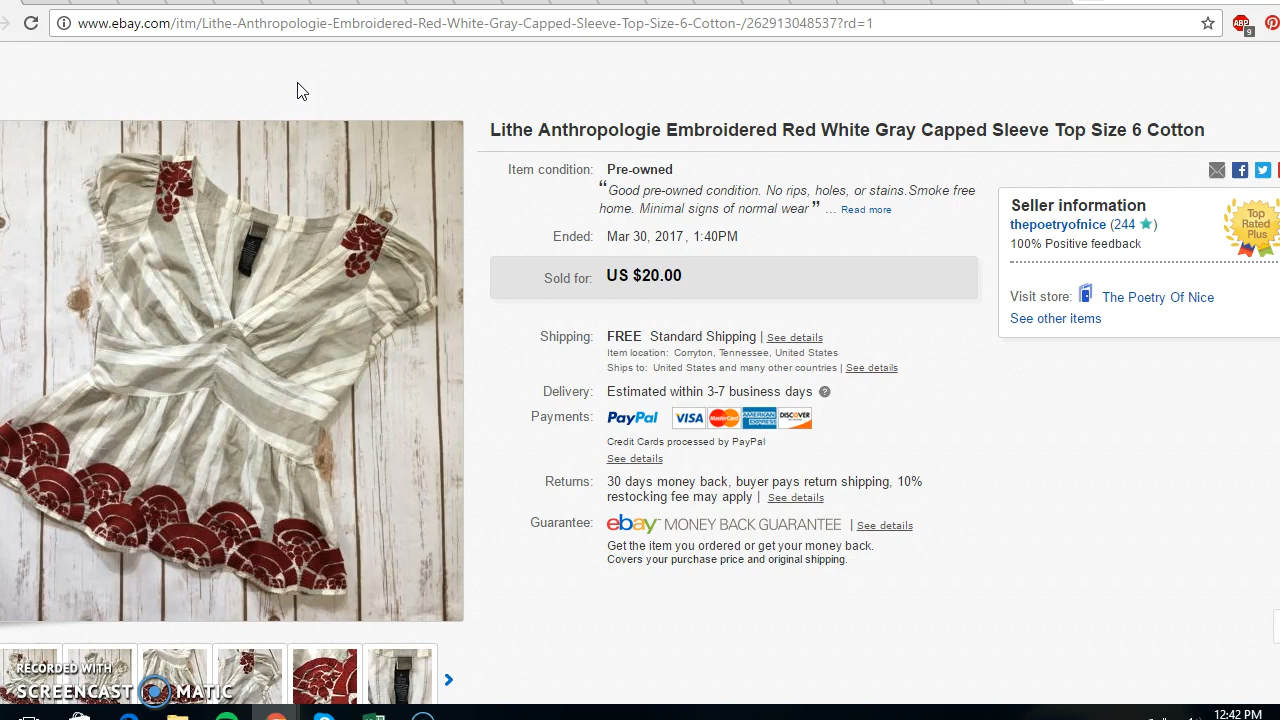 www.ebay.com/itm/Lithe-Anthropologie-Embroidered-Red-White-Gray-Capped-Sleeve-Top-Size-6-Cotton-/262913048537?rd=1
ABP
9
Lithe Anthropologie Embroidered Red White Gray Capped Sleeve Top Size 6 Cotton
Item condition: Pre-owned
“Good pre-owned condition. No rips, holes, or stains.Smoke free
home. Minimal signs of normal wear” ... Read more
Ended: Mar 30, 2017 , 1:40PM
Sold for: US $20.00
Shipping: FREE Standard Shipping | See details
Item location: Corryton, Tennessee, United States
Ships to: United States and many other countries | See details
Delivery: Estimated within 3-7 business days ?
Payments: PayPal VISA MasterCard AMERICAN EXPRESS DISCOVER
Credit Cards processed by PayPal
See details
Returns: 30 days money back, buyer pays return shipping, 10%
restocking fee may apply | See details
Guarantee: ebay™ MONEY BACK GUARANTEE | See details
Get the item you ordered or get your money back.
Covers your purchase price and original shipping.
Seller information
thepoetryofnice (244 ★)
100% Positive feedback
Top
Rated
Plus
Visit store: The Poetry Of Nice
See other items
RECORDED WITH
SCREENCAST MATIC
12:42 PM